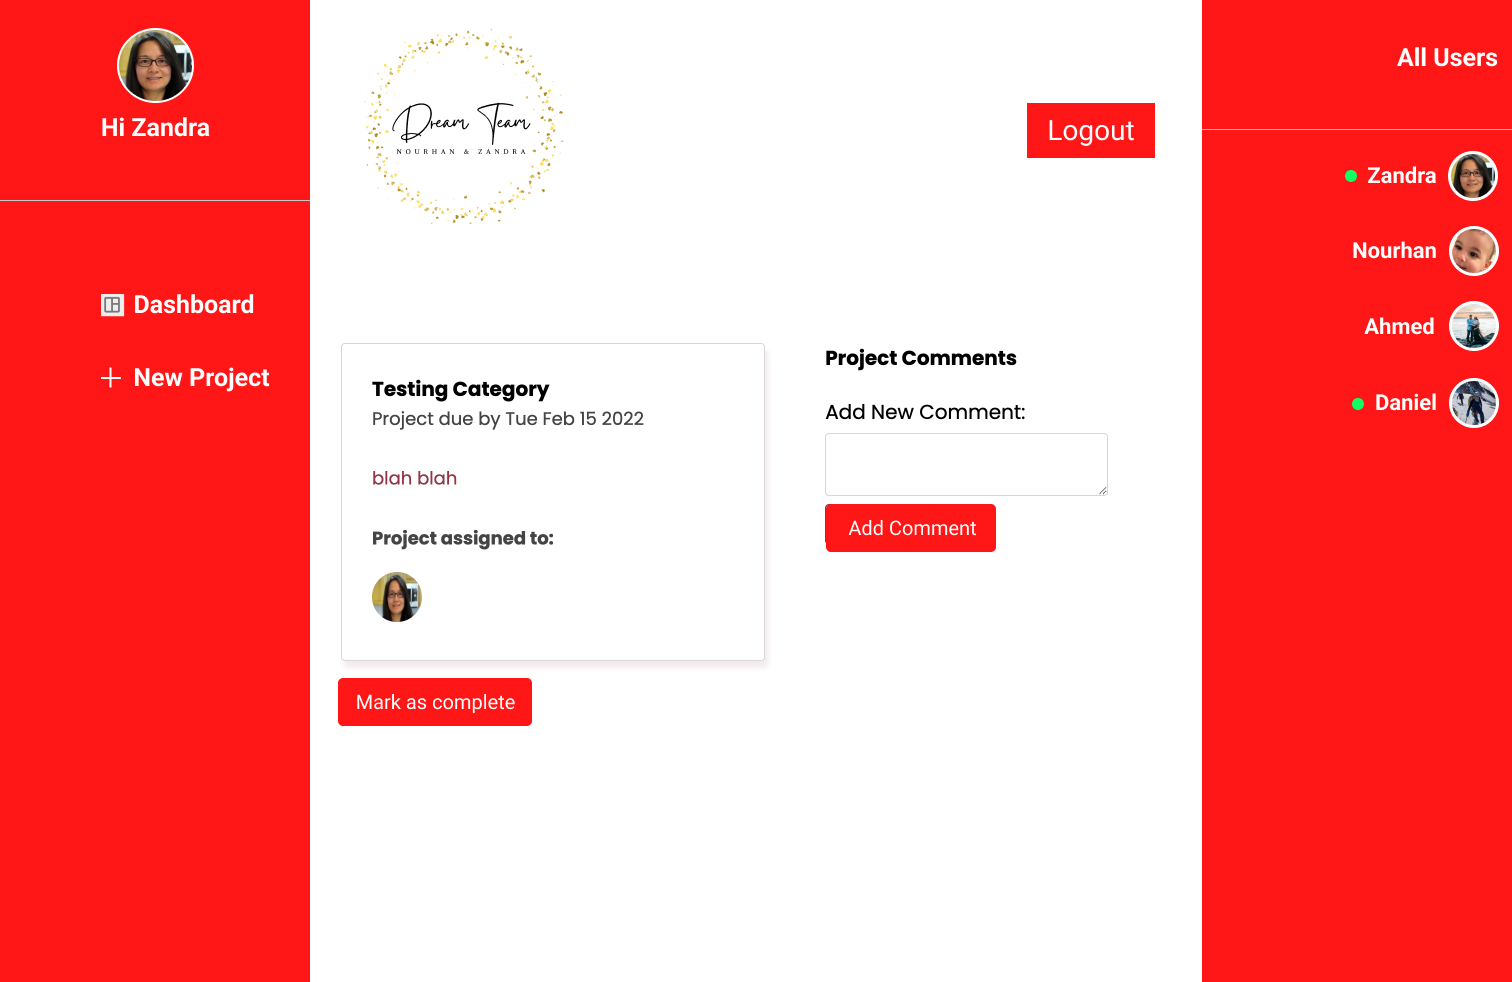 Hi Zandra
Dashboard
New Project
Dream Team
NOURHAN & ZANDRA
Logout
Testing Category
Project due by Tue Feb 15 2022
blah blah
Project assigned to:
Mark as complete
Project Comments
Add New Comment:
Add Comment
All Users
Zandra
Nourhan
Ahmed
Daniel